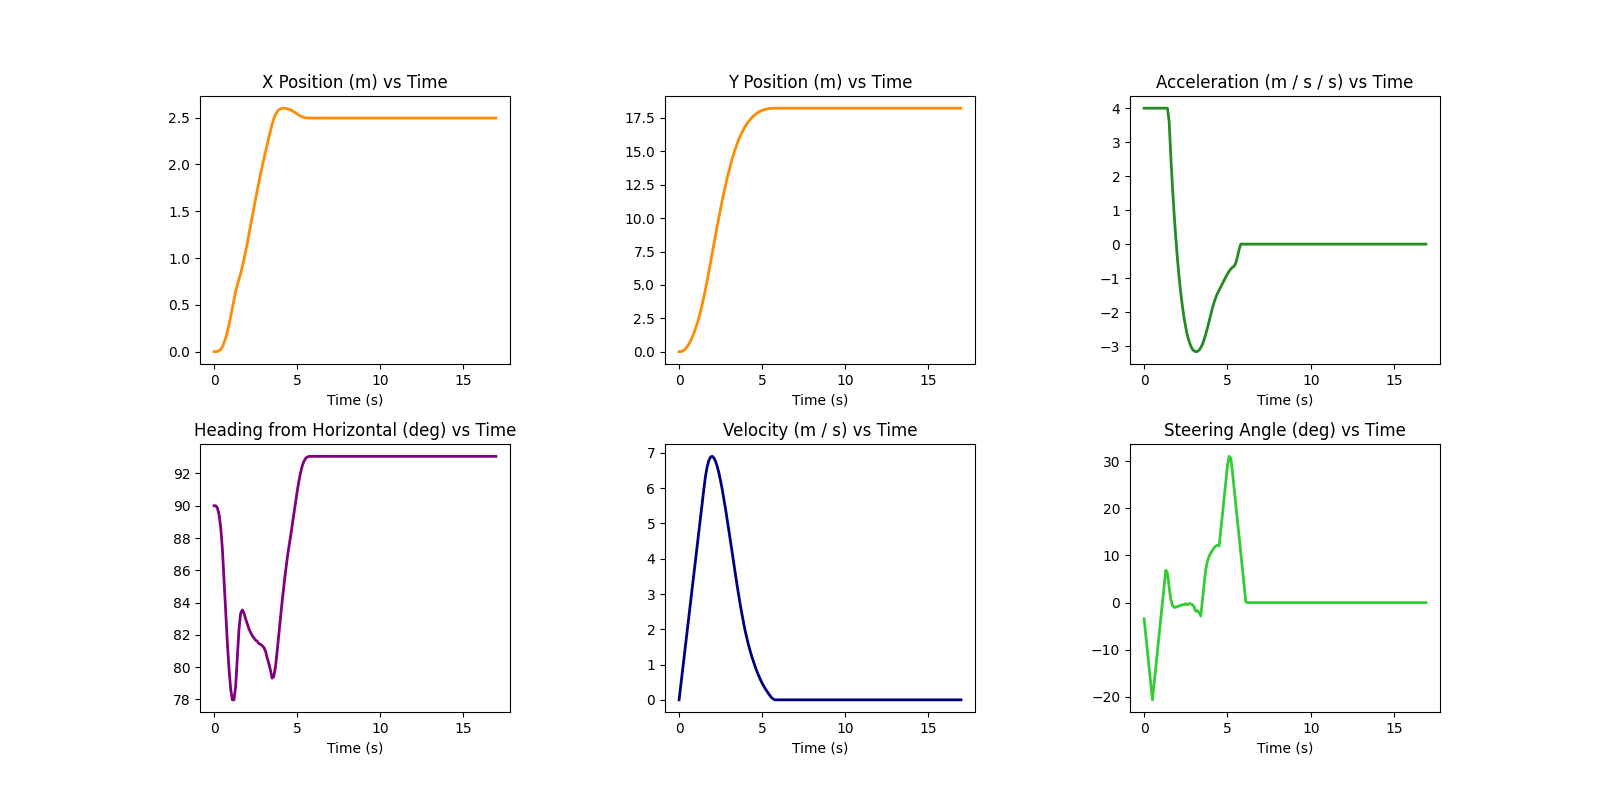 X Position (m) vs Time
2.5
2.0
1.5
1.0
0.5
0.0
0 5 10 15
Time (s)
Y Position (m) vs Time
17.5
15.0
12.5
10.0
7.5
5.0
2.5
0.0
0 5 10 15
Time (s)
Acceleration (m / s / s) vs Time
4
3
2
1
0
−1
−2
−3
0 5 10 15
Time (s)
Heading from Horizontal (deg) vs Time
92
90
88
86
84
82
80
78
0 5 10 15
Time (s)
Velocity (m / s) vs Time
7
6
5
4
3
2
1
0
0 5 10 15
Time (s)
Steering Angle (deg) vs Time
30
20
10
0
−10
−20
0 5 10 15
Time (s)